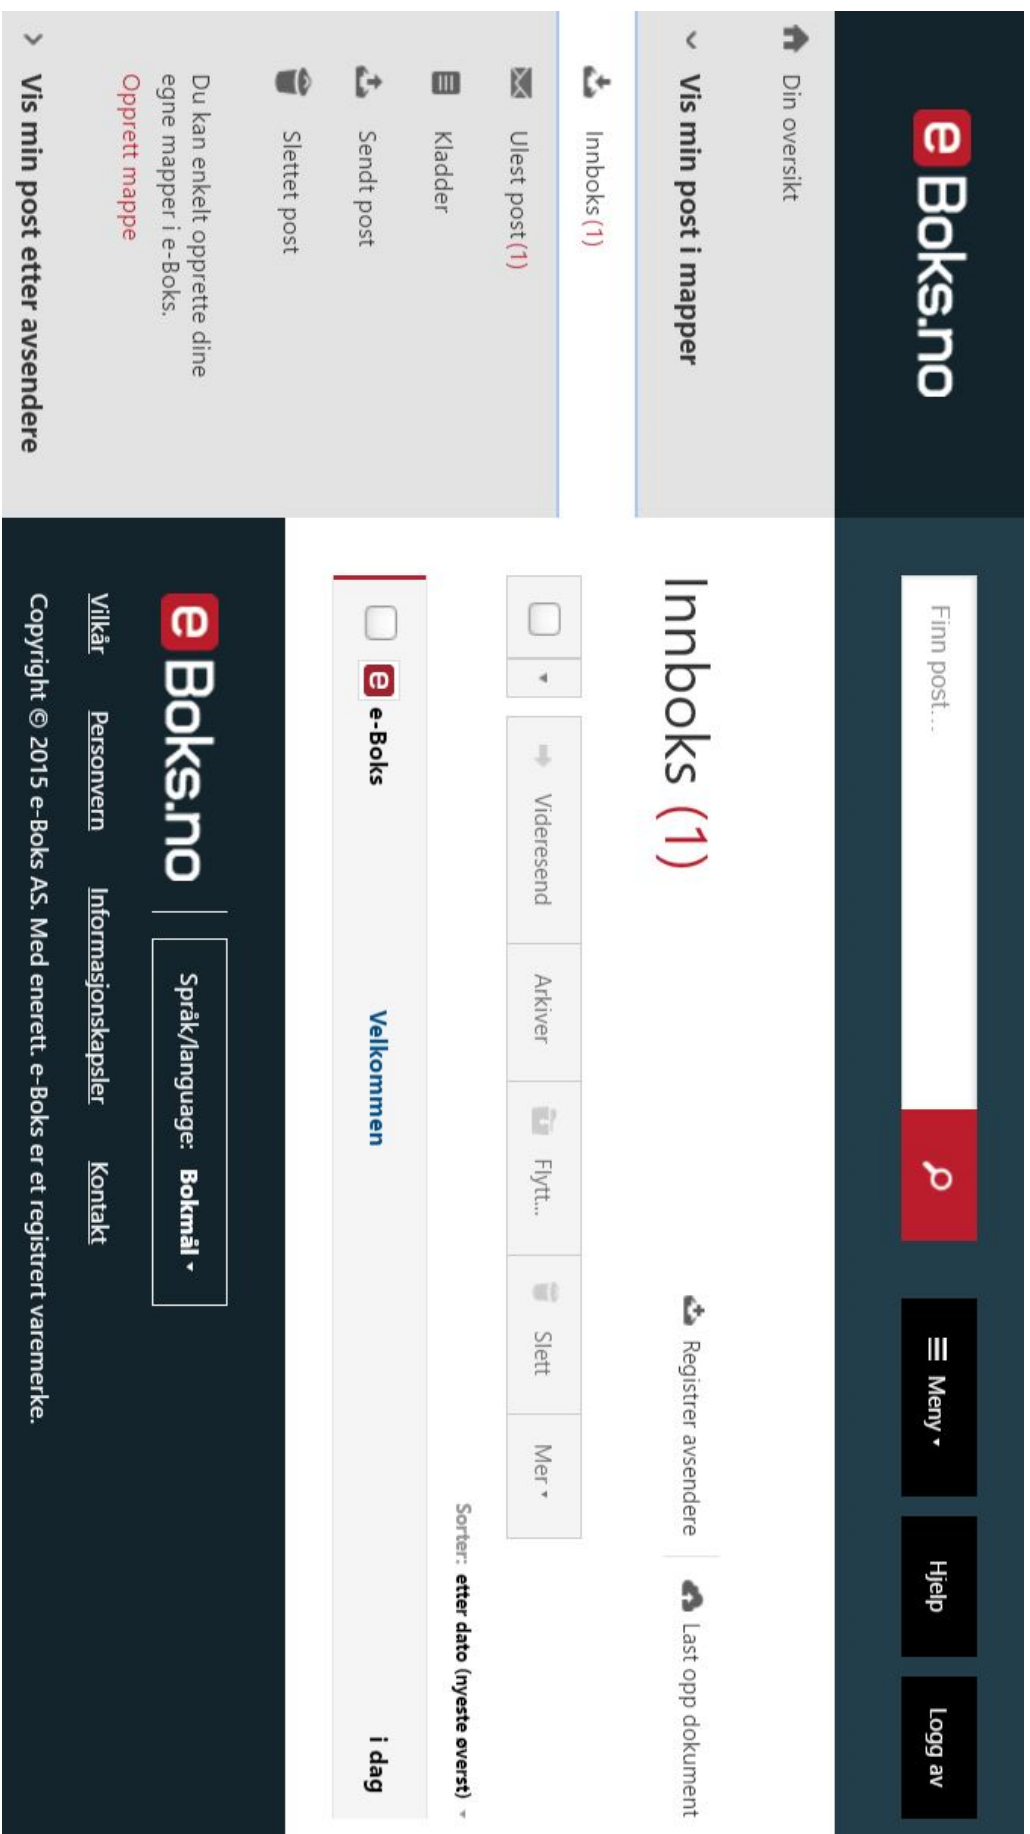 e Boks.no
Finn post...
Meny
Hjelp
Logg av
Din oversikt
Vis min post i mapper
Innboks (1)
Ulest post (1)
Kladder
Sendt post
Slettet post
Du kan enkelt opprette dine
egne mapper i e-Boks.
Opprett mappe
Vis min post etter avsendere
Innboks (1)
Registrer avsendere
Last opp dokument
Videresend
Arkiver
Flytt...
Slett
Mer
Sorter: etter dato (nyeste øverst)
e e-Boks
Velkommen
i dag
e Boks.no
Språk/language: Bokmål
Vilkår
Personvern
Informasjonskapsler
Kontakt
Copyright © 2015 e-Boks AS. Med enerett. e-Boks er et registrert varemerke.